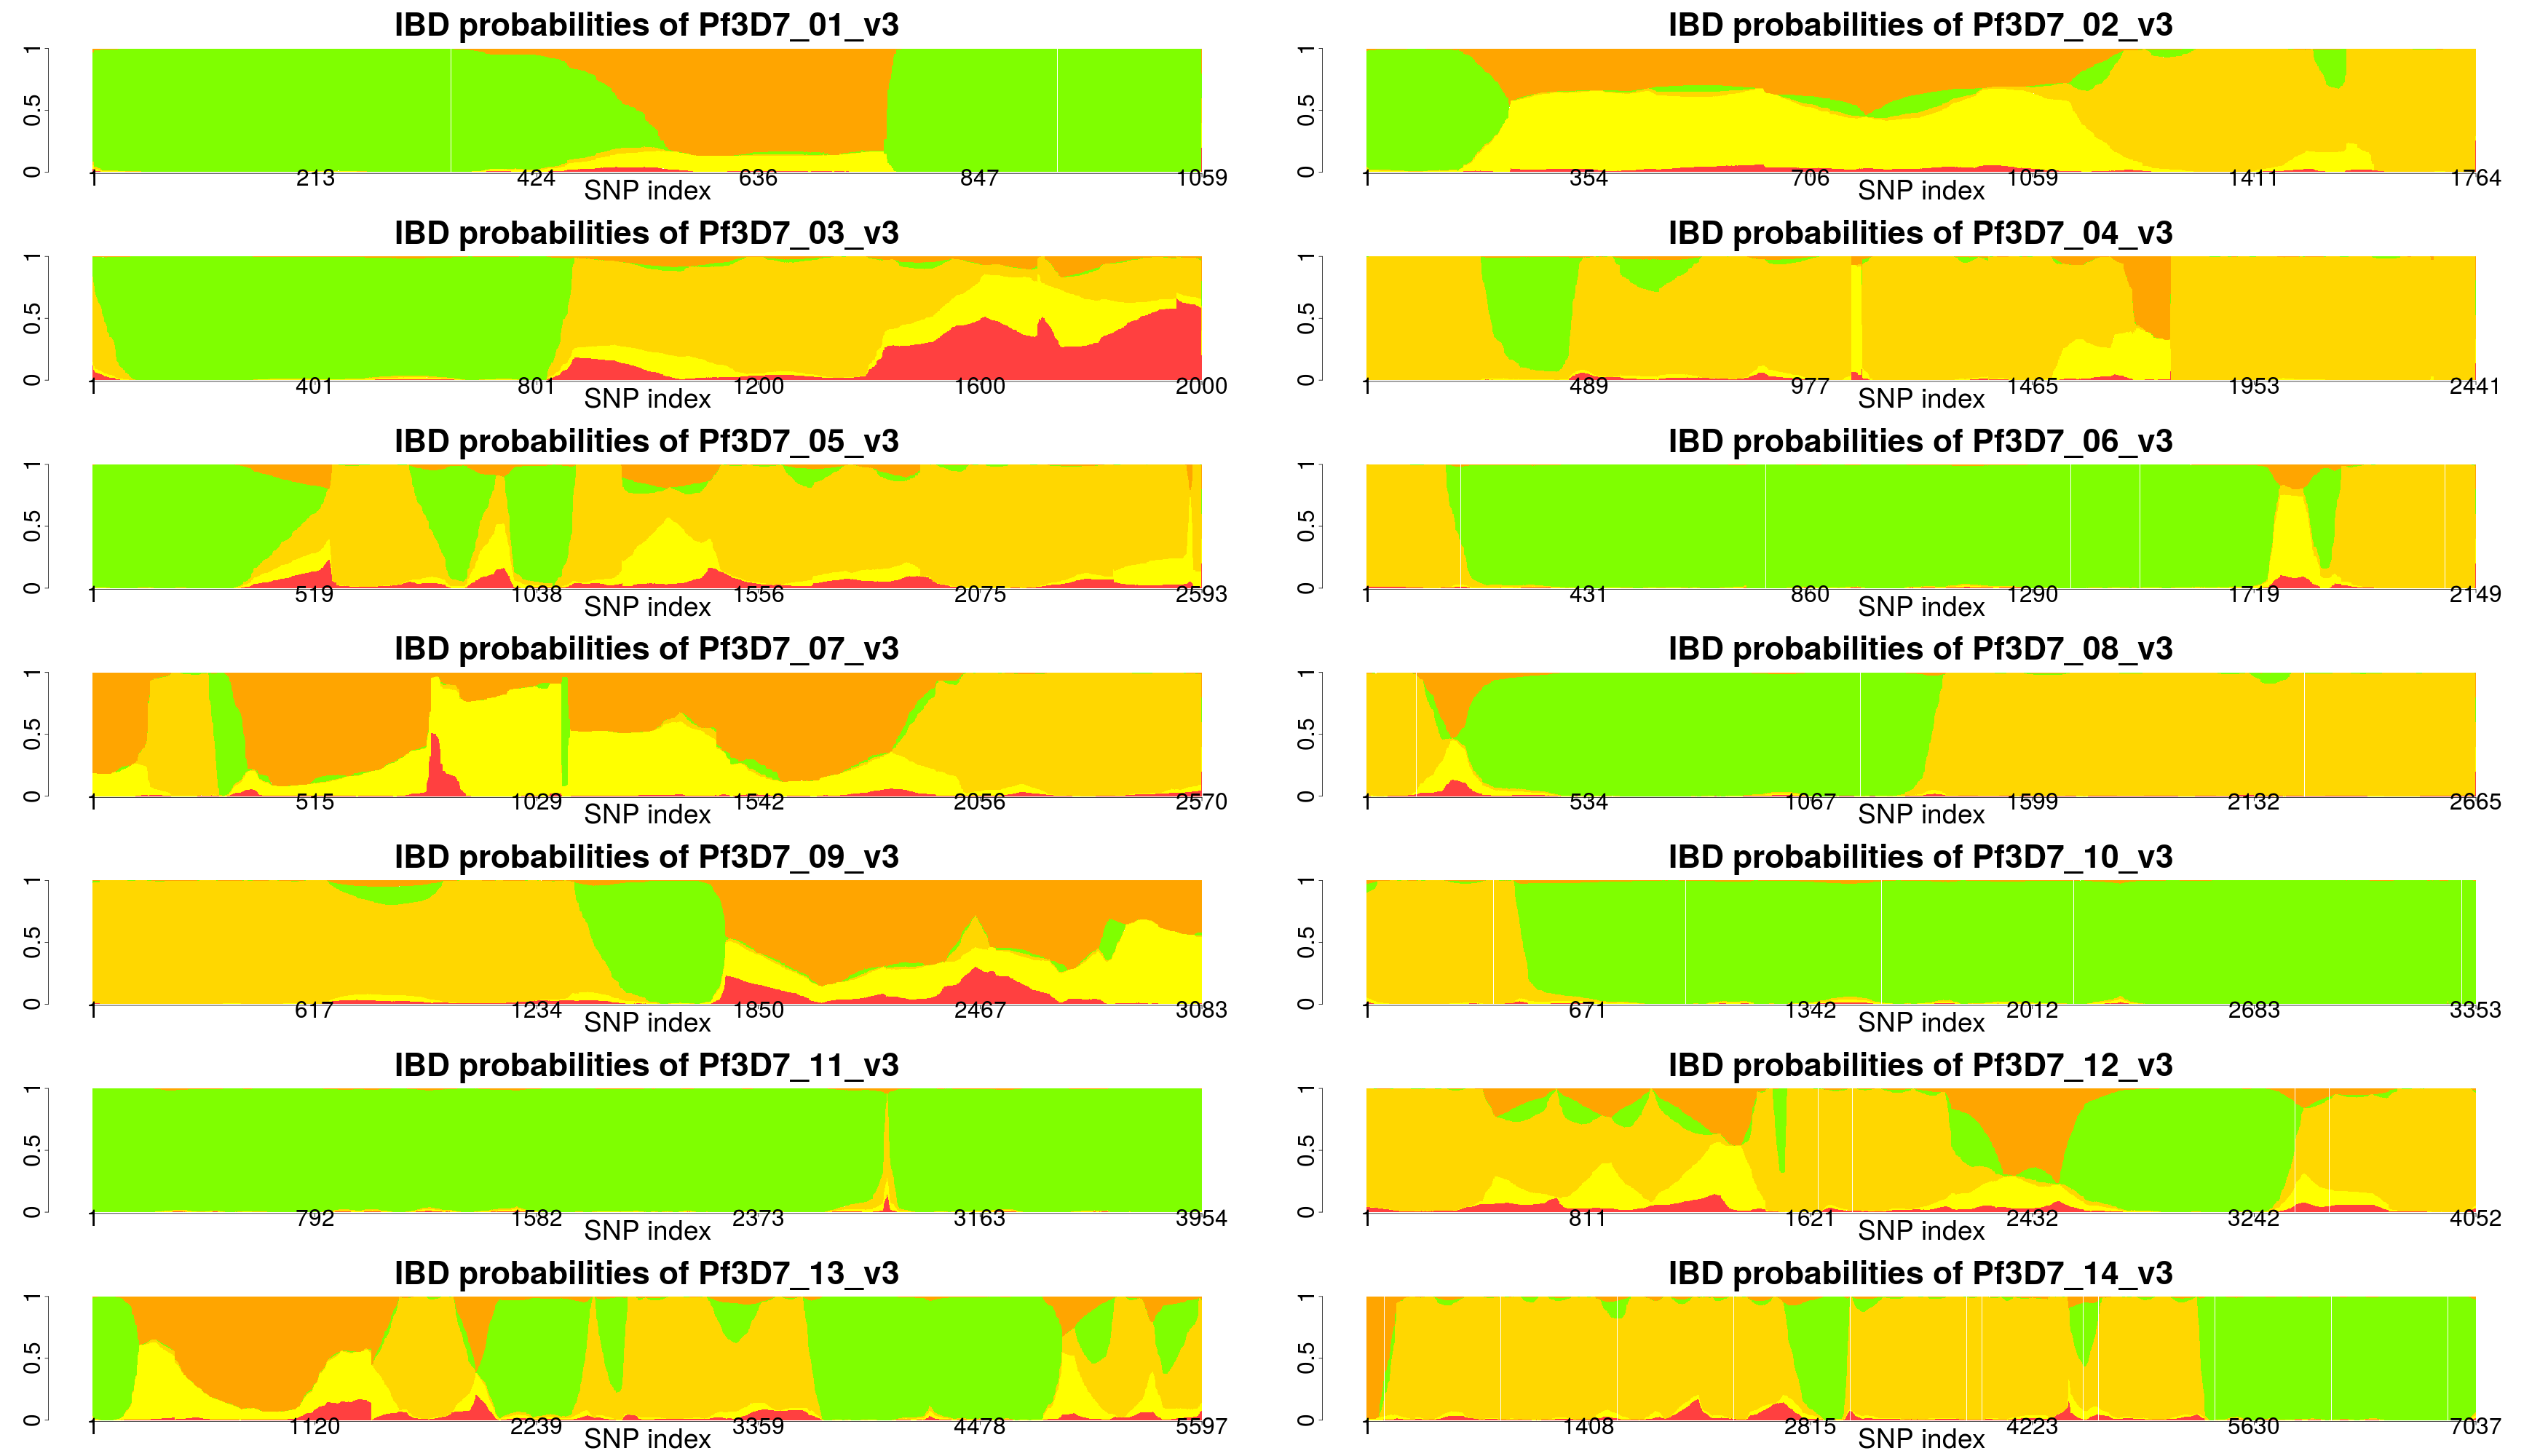 IBD probabilities of Pf3D7_01_v3
0 0.5 1
1 213 424 636 847 1059
SNP index
IBD probabilities of Pf3D7_02_v3
0 0.5 1
1 354 706 1059 1411 1764
SNP index
IBD probabilities of Pf3D7_03_v3
0 0.5 1
1 401 801 1200 1600 2000
SNP index
IBD probabilities of Pf3D7_04_v3
0 0.5 1
1 489 977 1465 1953 2441
SNP index
IBD probabilities of Pf3D7_05_v3
0 0.5 1
1 519 1038 1556 2075 2593
SNP index
IBD probabilities of Pf3D7_06_v3
0 0.5 1
1 431 860 1290 1719 2149
SNP index
IBD probabilities of Pf3D7_07_v3
0 0.5 1
1 515 1029 1542 2056 2570
SNP index
IBD probabilities of Pf3D7_08_v3
0 0.5 1
1 534 1067 1599 2132 2665
SNP index
IBD probabilities of Pf3D7_09_v3
0 0.5 1
1 617 1234 1850 2467 3083
SNP index
IBD probabilities of Pf3D7_10_v3
0 0.5 1
1 671 1342 2012 2683 3353
SNP index
IBD probabilities of Pf3D7_11_v3
0 0.5 1
1 792 1582 2373 3163 3954
SNP index
IBD probabilities of Pf3D7_12_v3
0 0.5 1
1 811 1621 2432 3242 4052
SNP index
IBD probabilities of Pf3D7_13_v3
0 0.5 1
1 1120 2239 3359 4478 5597
SNP index
IBD probabilities of Pf3D7_14_v3
0 0.5 1
1 1408 2815 4223 5630 7037
SNP index